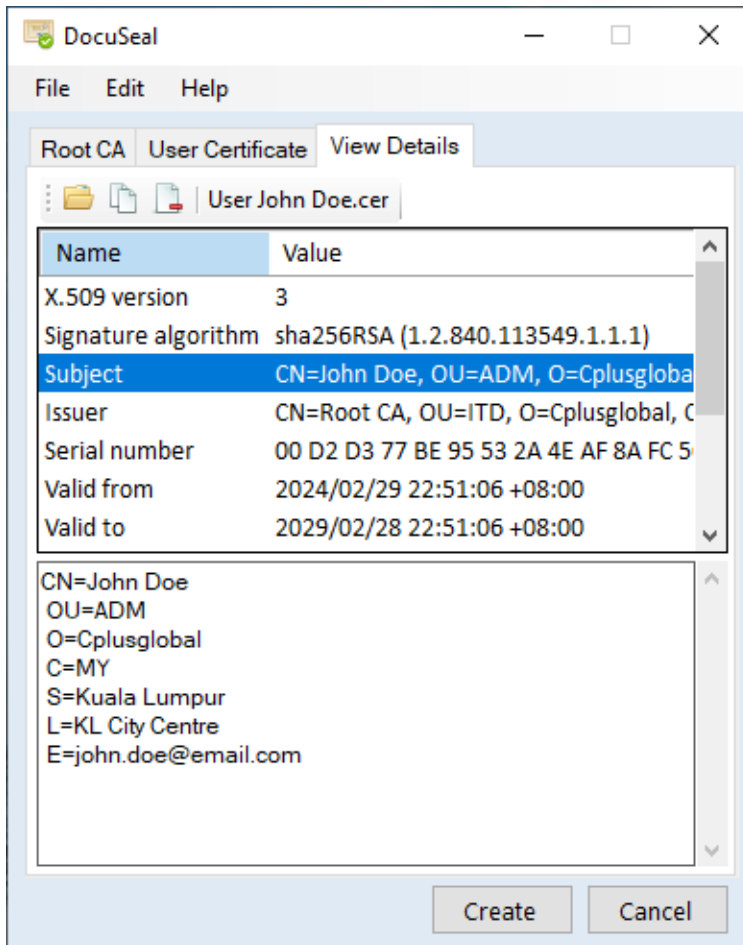 DocuSeal
File Edit Help
Root CA User Certificate View Details
User John Doe.cer
Name Value
X.509 version 3
Signature algorithm sha256RSA (1.2.840.113549.1.1.1)
Subject CN=John Doe, OU=ADM, O=Cplusgloba
Issuer CN=Root CA, OU=ITD, O=Cplusglobal, C
Serial number 00 D2 D3 77 BE 95 53 2A 4E AF 8A FC
Valid from 2024/02/29 22:51:06 +08:00
Valid to 2029/02/28 22:51:06 +08:00
CN=John Doe
OU=ADM
O=Cplusglobal
C=MY
S=Kuala Lumpur
L=KL City Centre
E=john.doe@email.com
Create Cancel